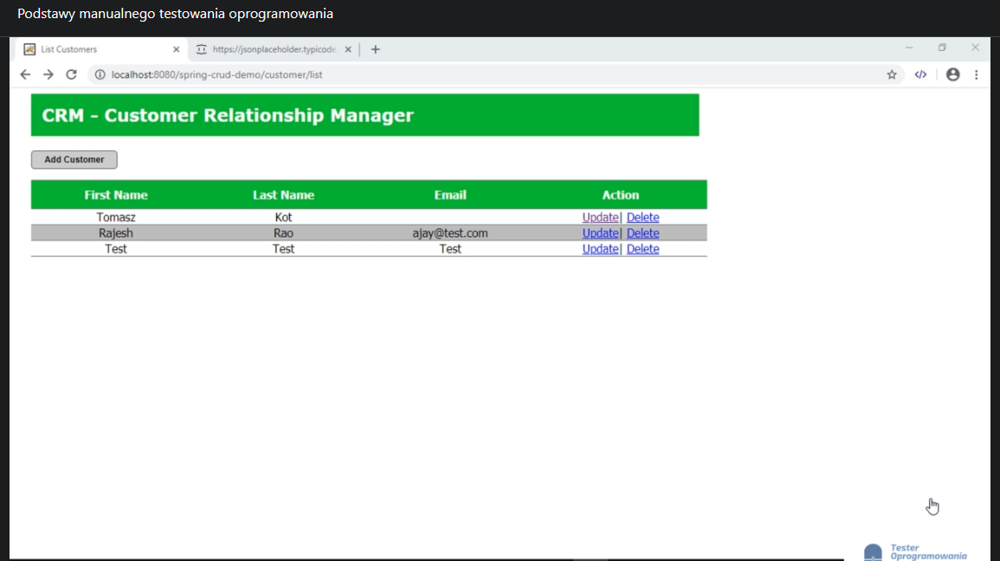 Podstawy manualnego testowania oprogramowania
List Customers
https://jsonplaceholder.typicode.
localhost:8080/spring-crud-demo/customer/list
CRM - Customer Relationship Manager
Add Customer
First Name Last Name Email Action
Tomasz Kot Update| Delete
Rajesh Rao ajay@test.com Update| Delete
Test Test Test Update| Delete
Tester
Oprogramowania